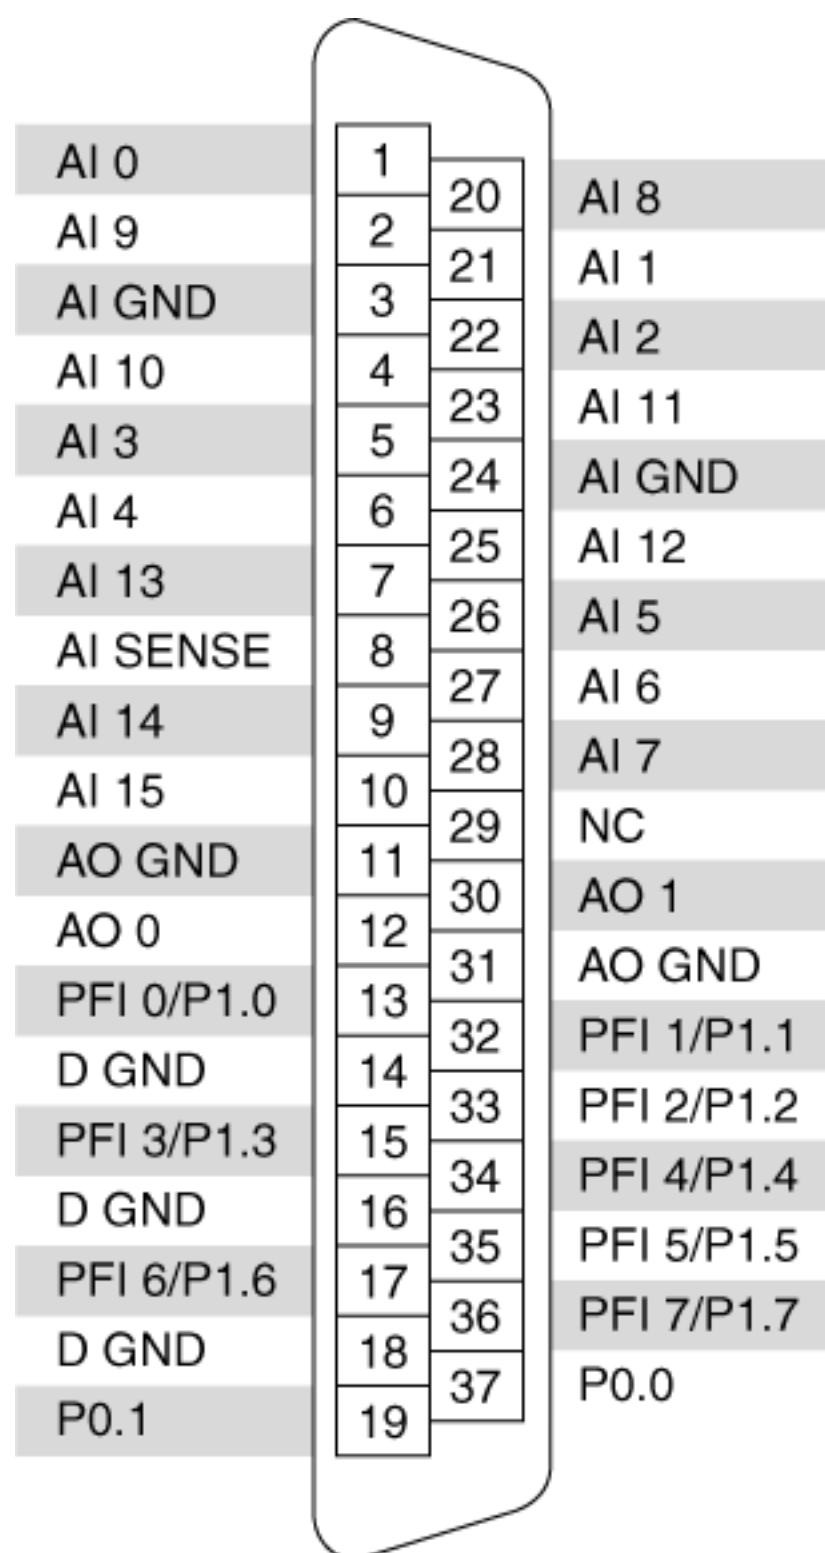 AI 0 1
20 AI 8
AI 9 2
21 AI 1
AI GND 3
22 AI 2
AI 10 4
23 AI 11
AI 3 5
24 AI GND
AI 4 6
25 AI 12
AI 13 7
26 AI 5
AI SENSE 8
27 AI 6
AI 14 9
28 AI 7
AI 15 10
29 NC
AO GND 11
30 AO 1
AO 0 12
31 AO GND
PFI 0/P1.0 13
32 PFI 1/P1.1
D GND 14
33 PFI 2/P1.2
PFI 3/P1.3 15
34 PFI 4/P1.4
D GND 16
35 PFI 5/P1.5
PFI 6/P1.6 17
36 PFI 7/P1.7
D GND 18
37 P0.0
P0.1 19